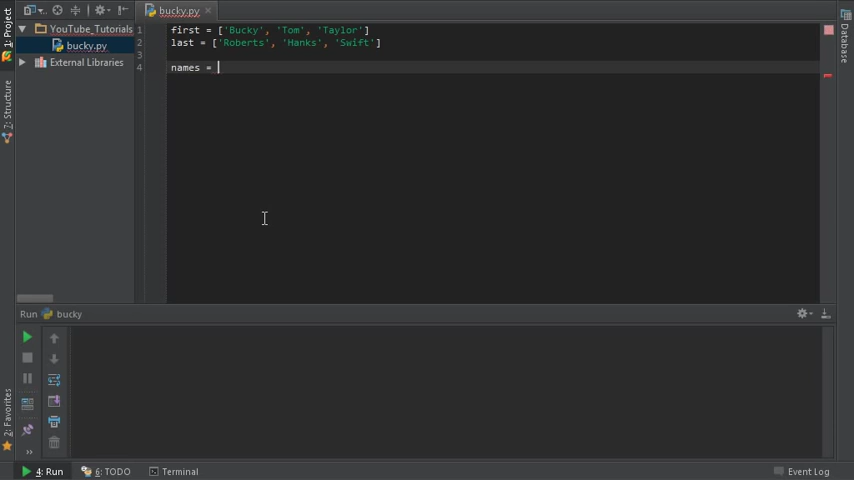 bucky.py ×
1: Project
YouTube_Tutorials
bucky.py
External Libraries
1 first = ['Bucky', 'Tom', 'Taylor']
2 last = ['Roberts', 'Hanks', 'Swift']
3
4 names =
Database
7: Structure
Run bucky
2: Favorites
»
4: Run 6: TODO Terminal Event Log